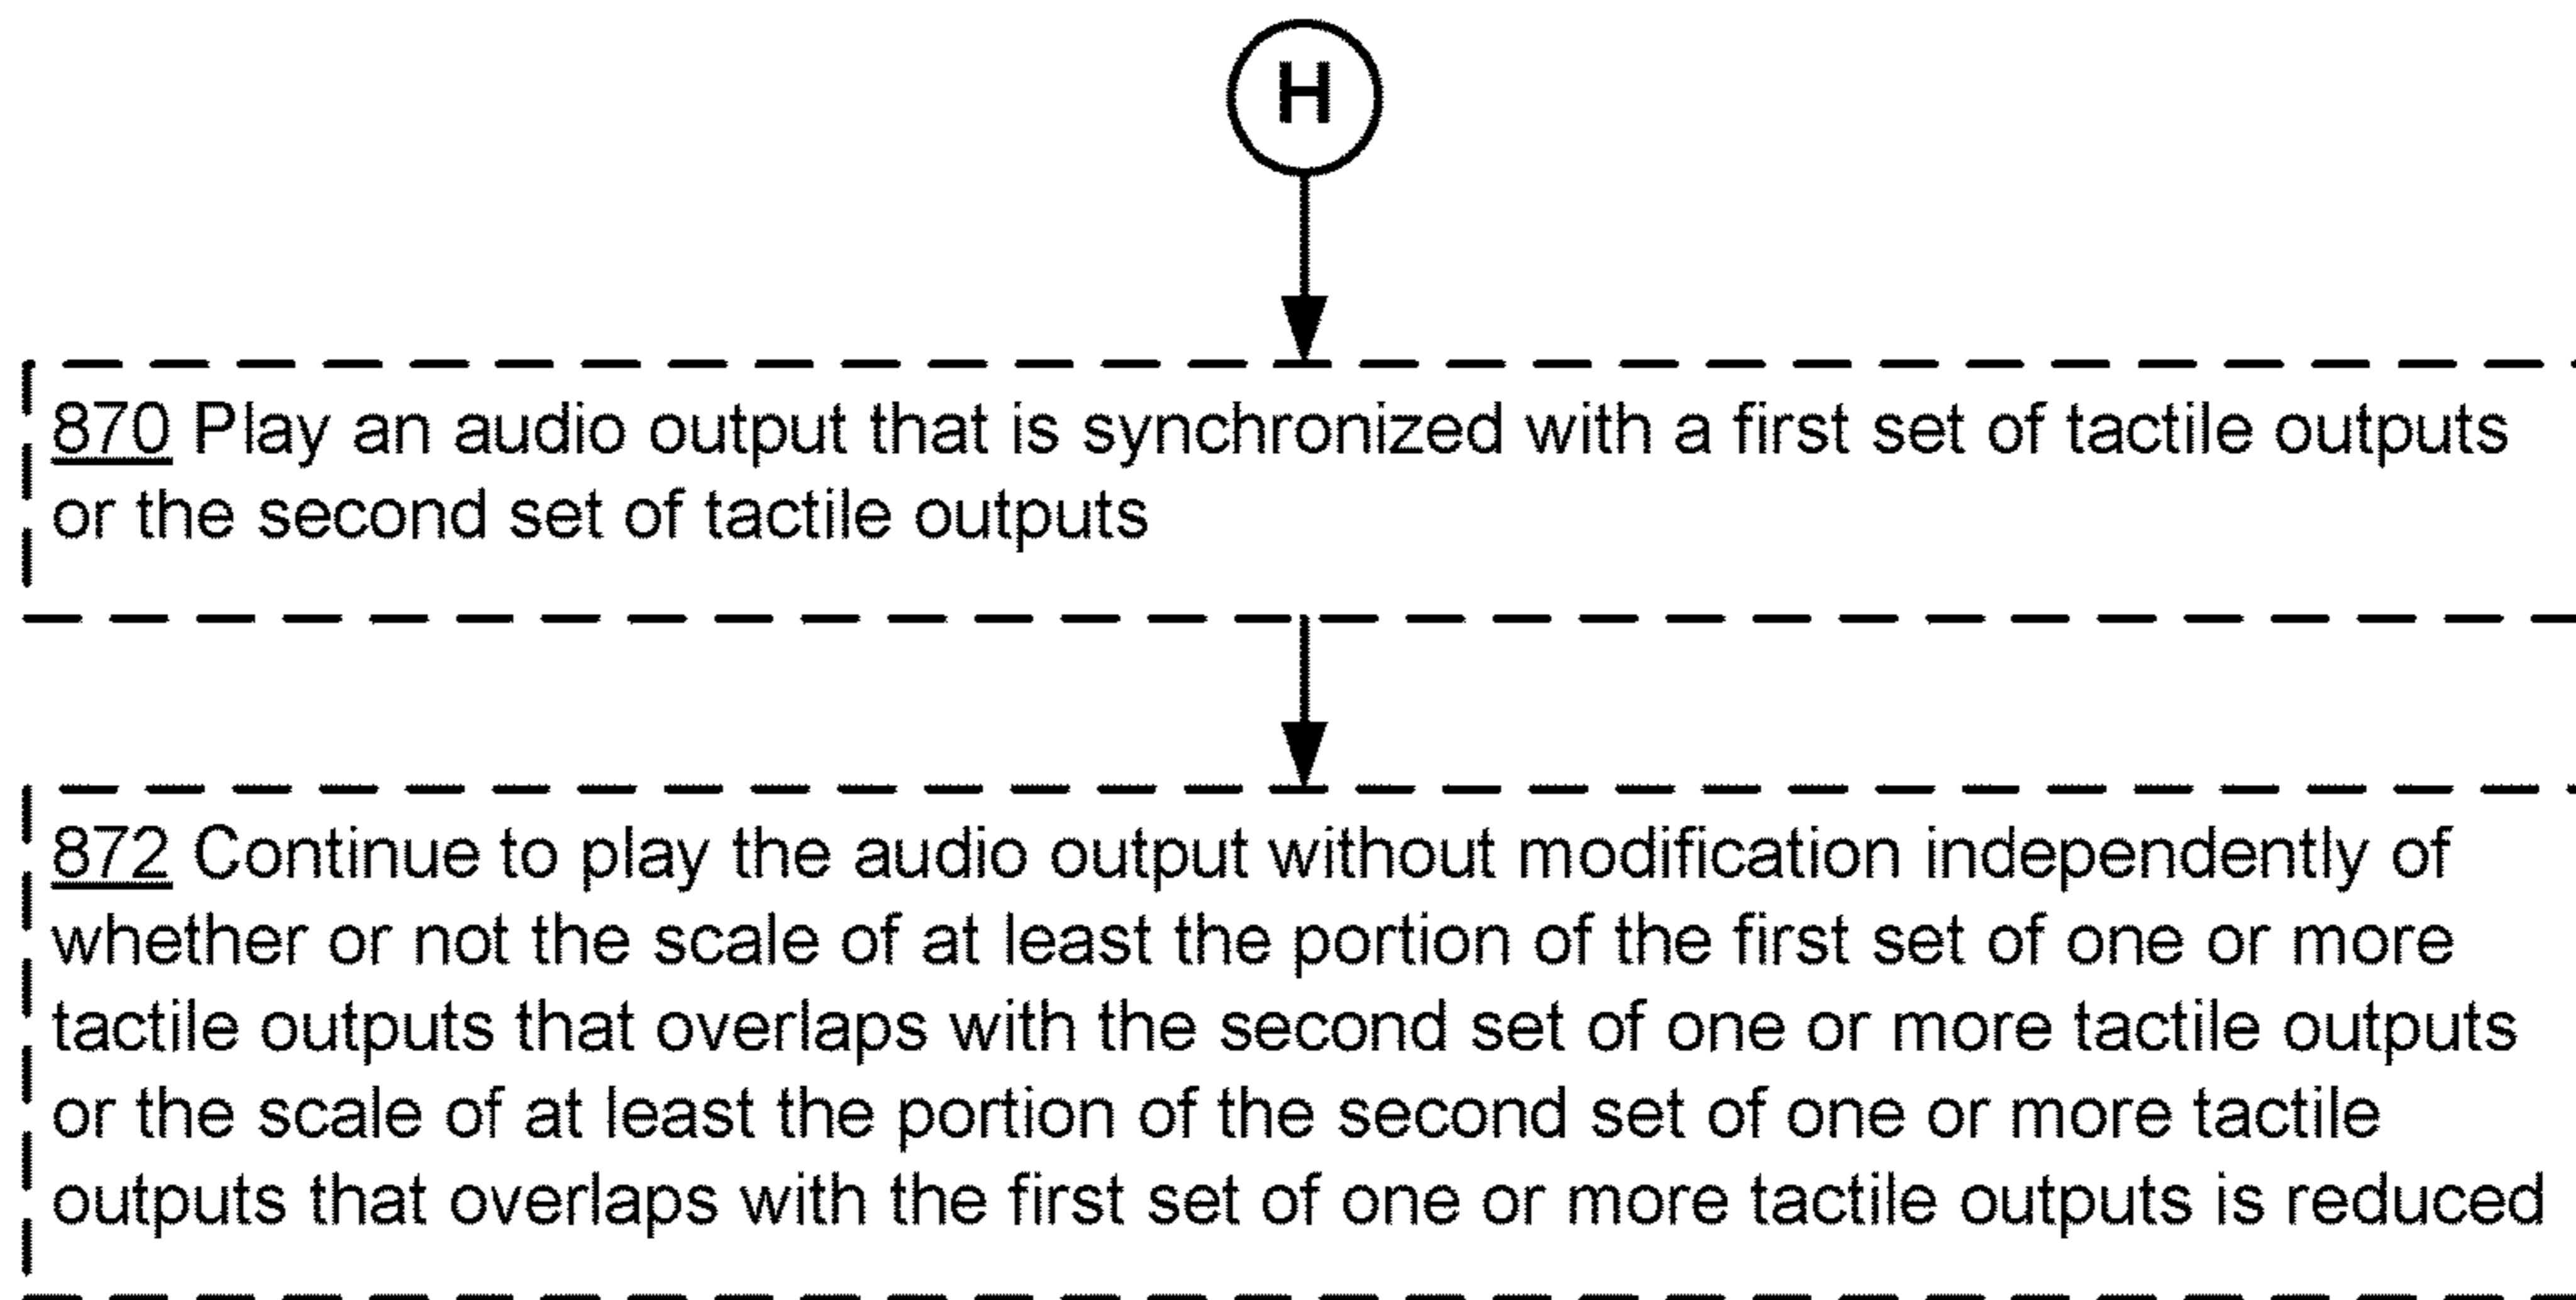 H
870 Play an audio output that is synchronized with a first set of tactile outputs
or the second set of tactile outputs
872 Continue to play the audio output without modification independently of
whether or not the scale of at least the portion of the first set of one or more
tactile outputs that overlaps with the second set of one or more tactile outputs
or the scale of at least the portion of the second set of one or more tactile
outputs that overlaps with the first set of one or more tactile outputs is reduced